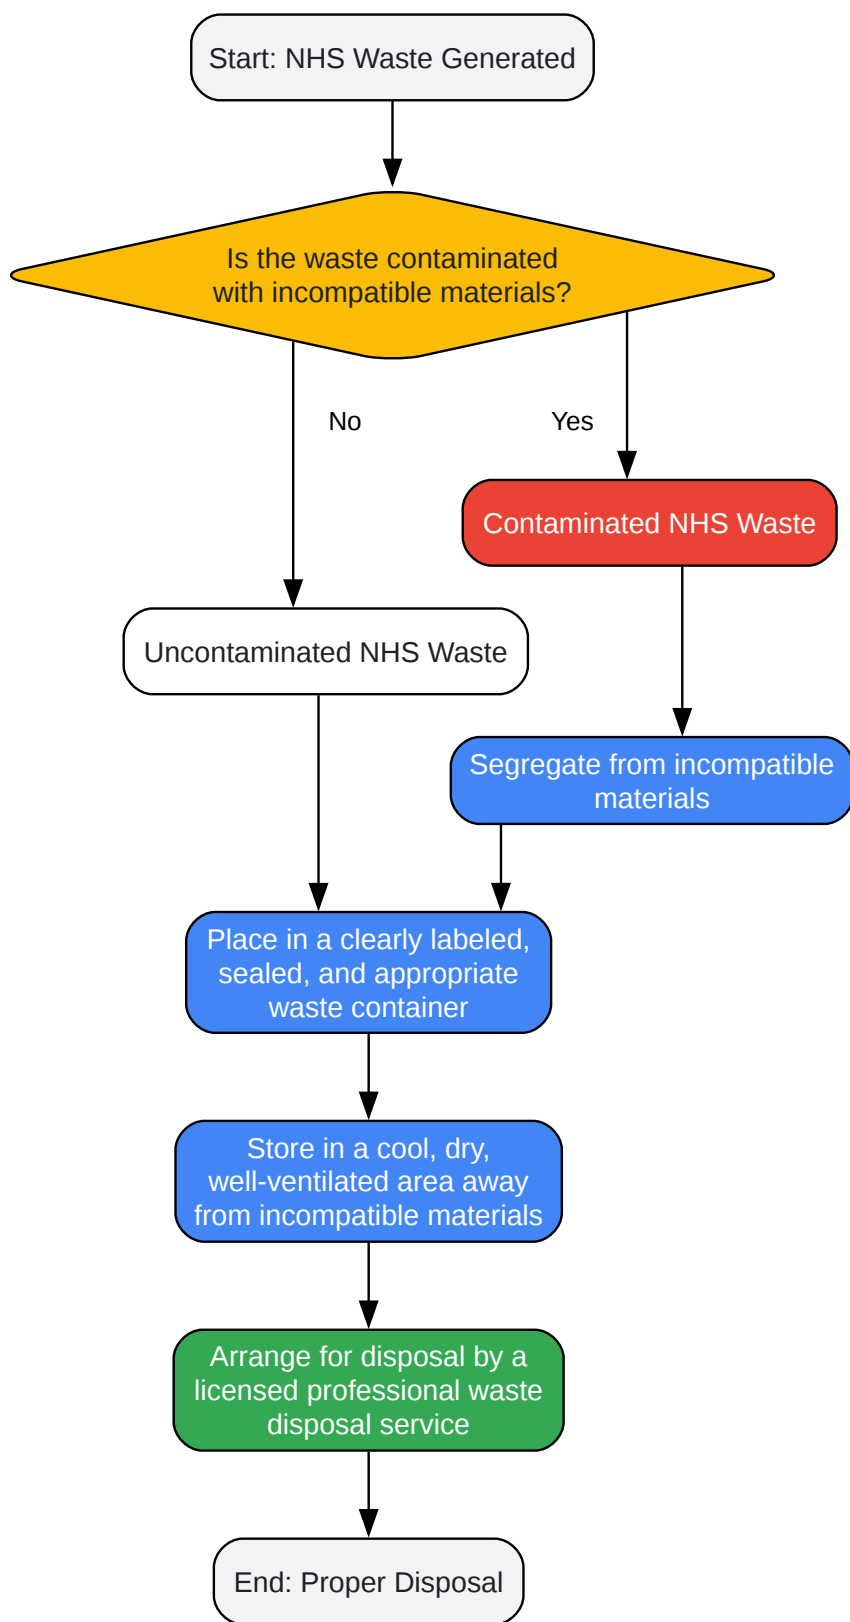 Start: NHS Waste Generated
Is the waste contaminated
with incompatible materials?
No
Yes
Contaminated NHS Waste
Uncontaminated NHS Waste
Segregate from incompatible
materials
Place in a clearly labeled,
sealed, and appropriate
waste container
Store in a cool, dry,
well-ventilated area away
from incompatible materials
Arrange for disposal by a
licensed professional waste
disposal service
End: Proper Disposal